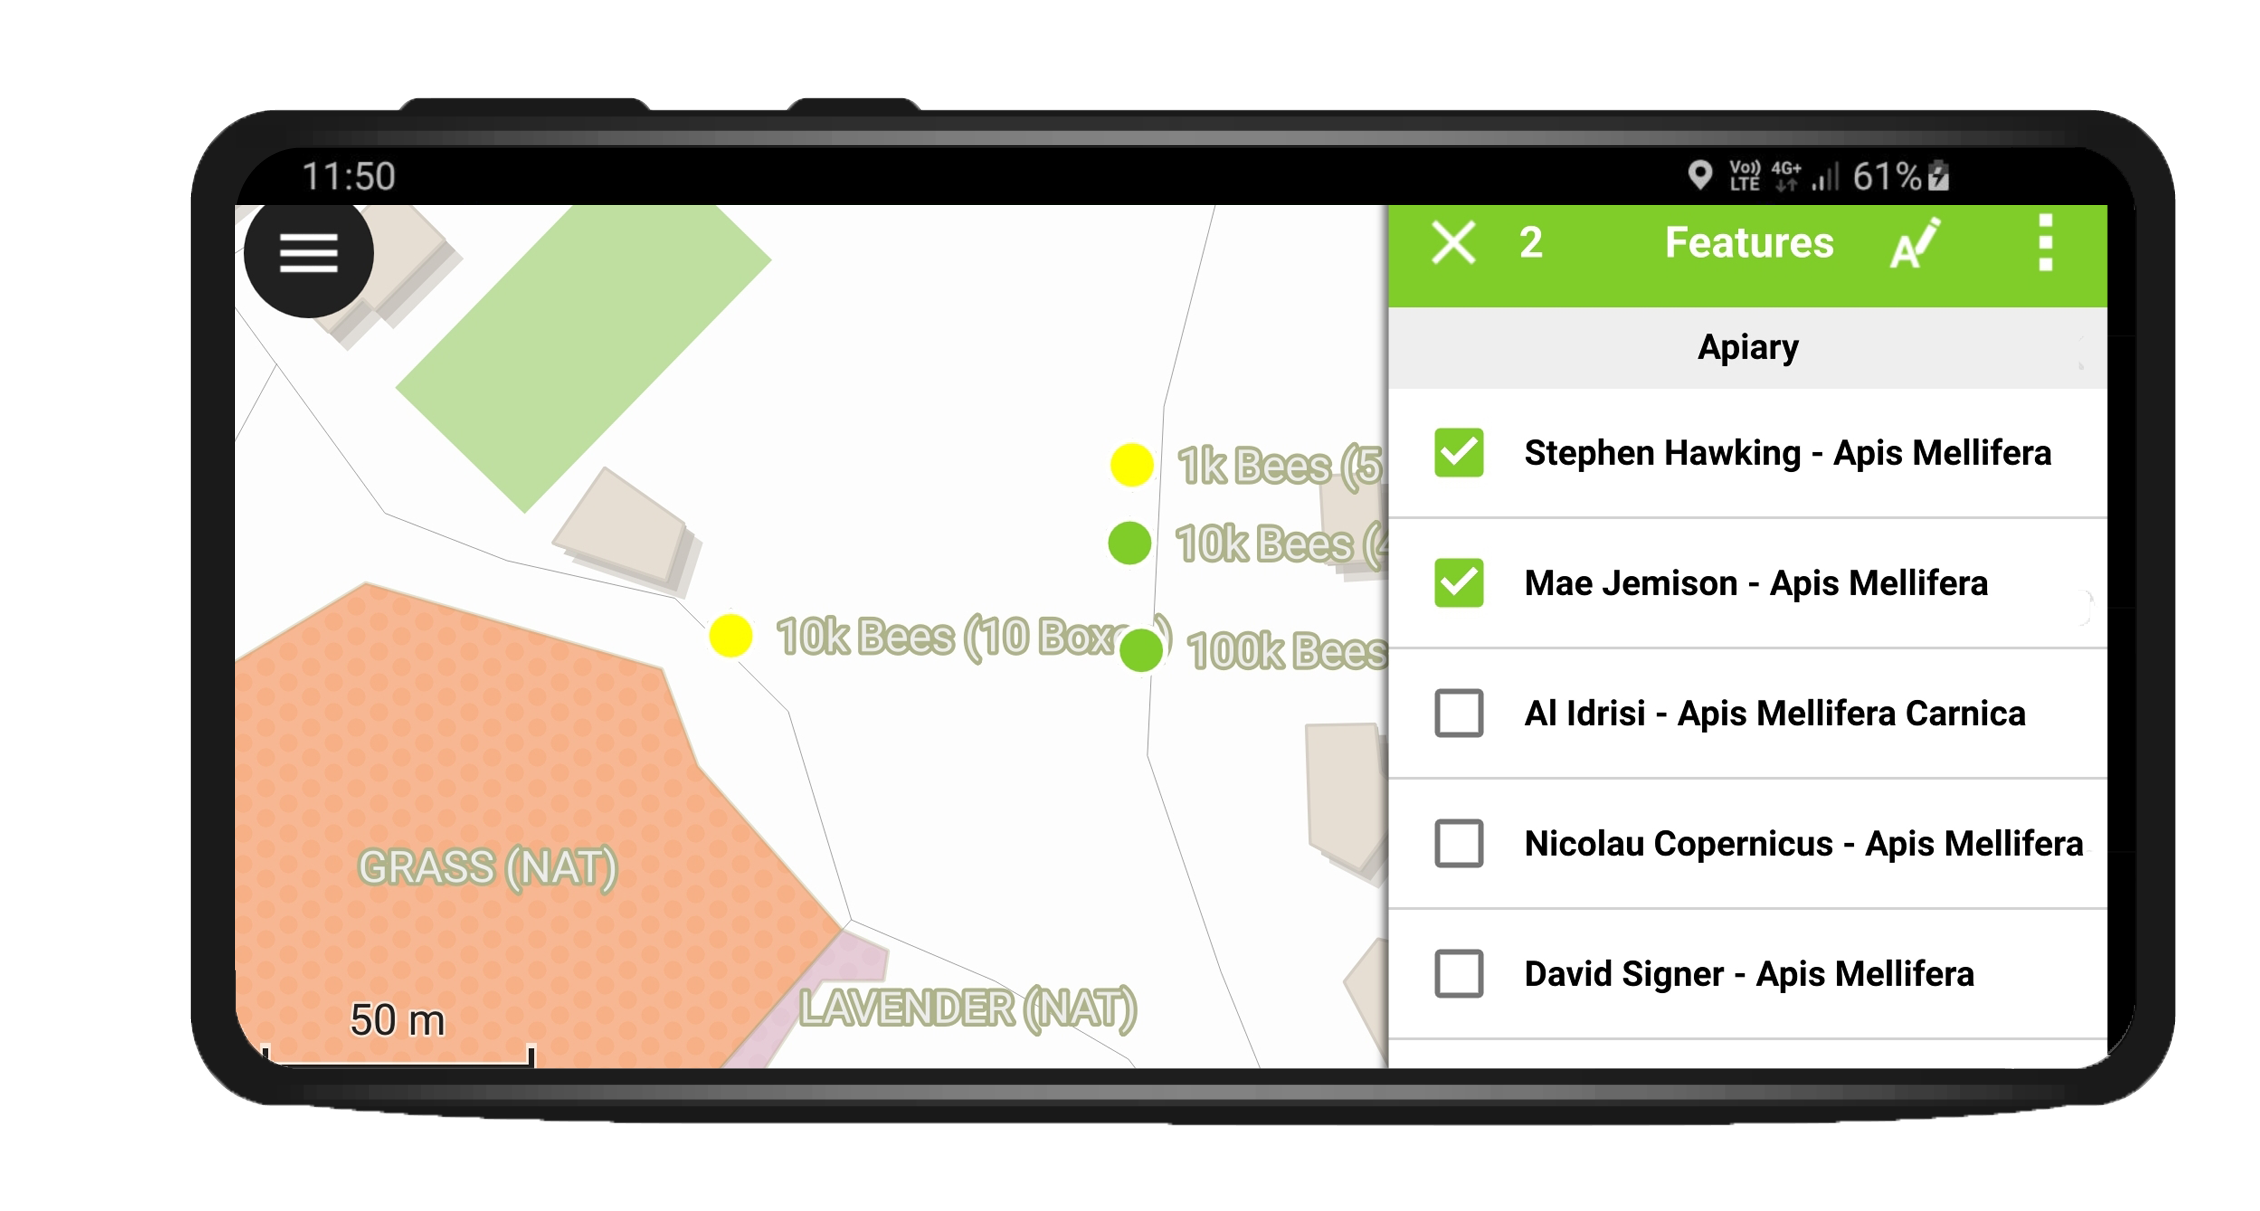 11:50
Vo)) LTE 4G+ 61%
2 Features
Apiary
Stephen Hawking - Apis Mellifera
Mae Jemison - Apis Mellifera
Al Idrisi - Apis Mellifera Carnica
Nicolau Copernicus - Apis Mellifera
David Signer - Apis Mellifera
1k Bees (5
10k Bees (
10k Bees (10
100k Bees
GRASS (NAT)
LAVENDER (NAT)
50 m